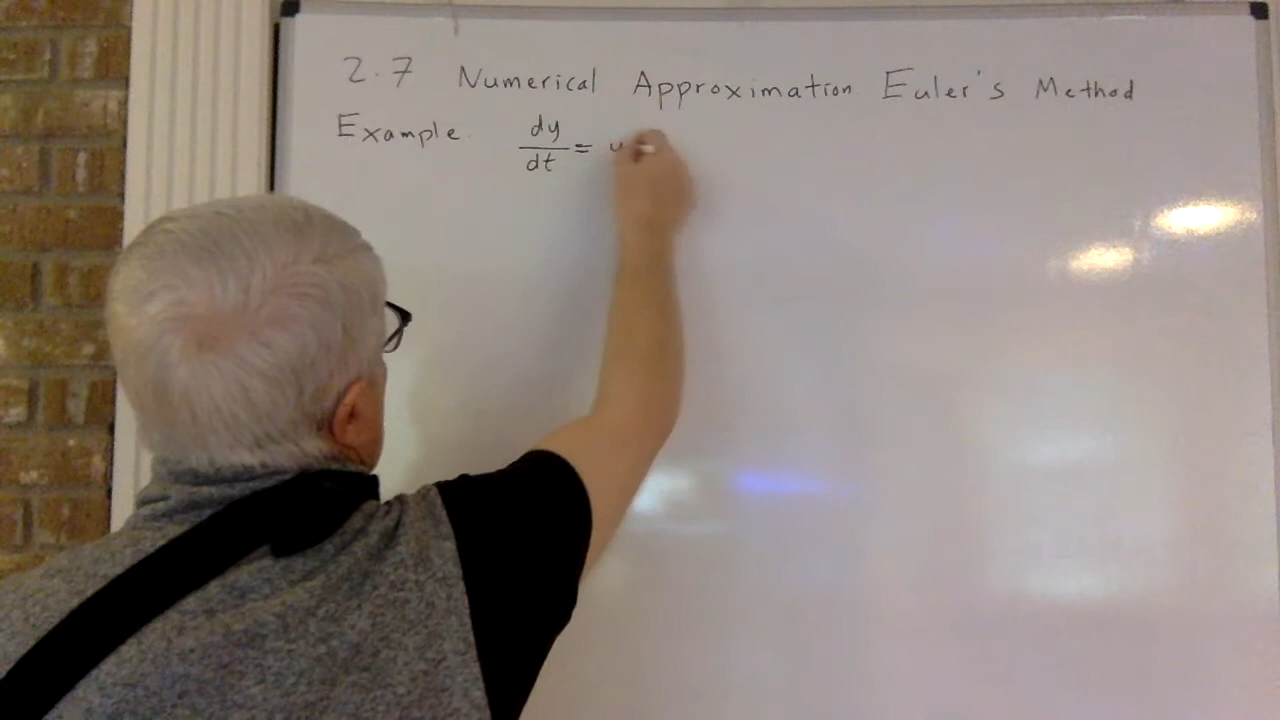 2.7 Numerical Approximation Euler's Method
Example dy/dt =